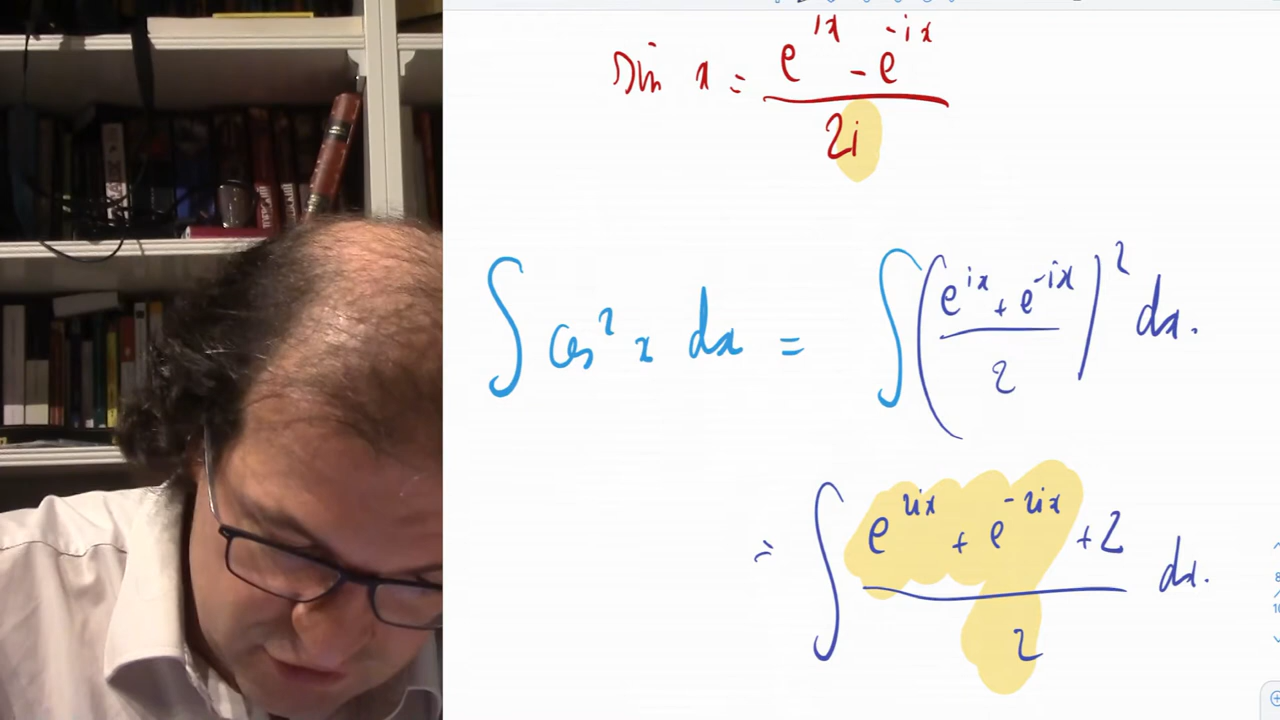 sin x = (e^{ix} - e^{-ix}) / 2i
∫ cos² x dx = ∫ ((e^{ix} + e^{-ix}) / 2)² dx.
= ∫ (e^{2ix} + e^{-2ix} + 2) / 2 dx.